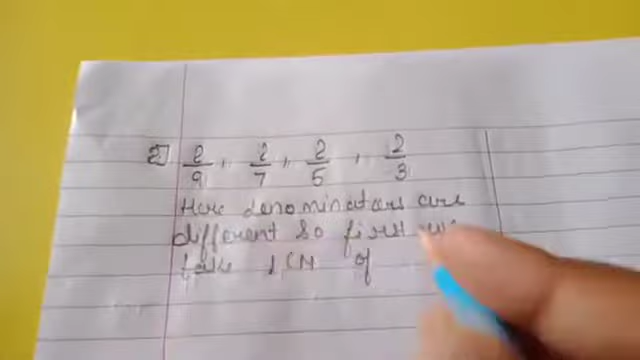 2] 2/9, 2/7, 2/5, 2/3
Here denominators are
different so first we
take LCM of